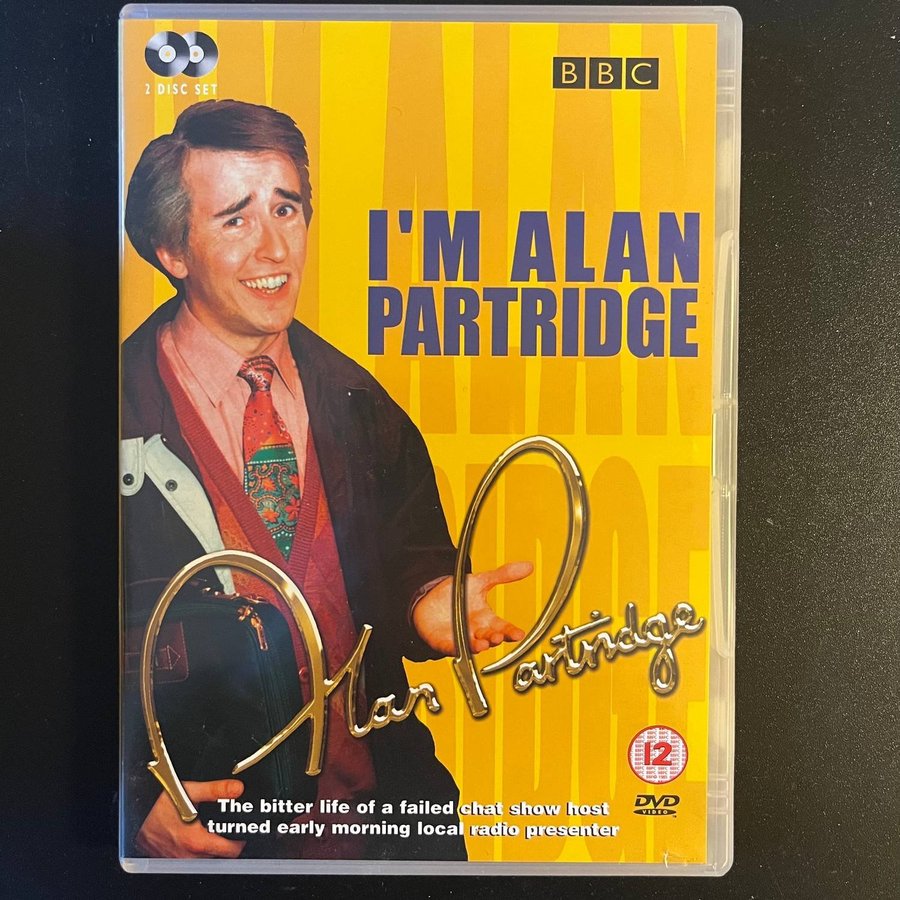 2 DISC SET
BBC
I'M ALAN
PARTRIDGE
Alan Partridge
12
DVD
VIDEO
The bitter life of a failed chat show host
turned early morning local radio presenter